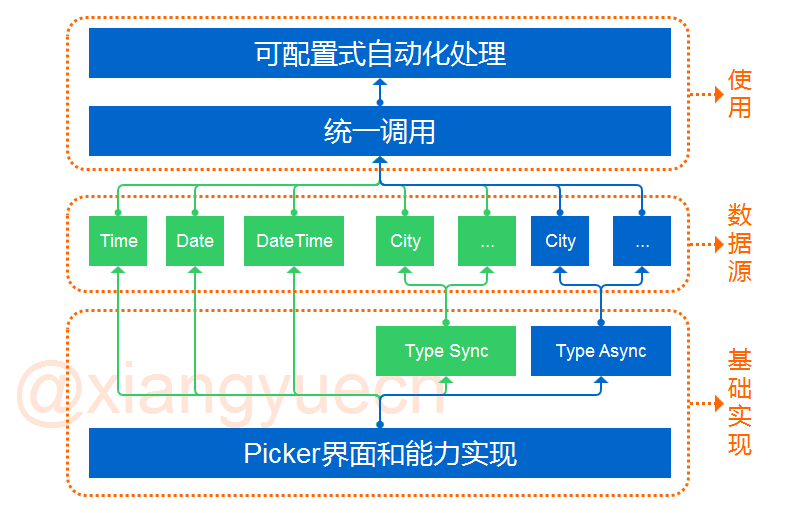 可配置式自动化处理
统一调用
使用
Time
Date
DateTime
City
...
City
...
数据源
Type Sync
Type Async
基础实现
@xiangyuecn
Picker界面和能力实现